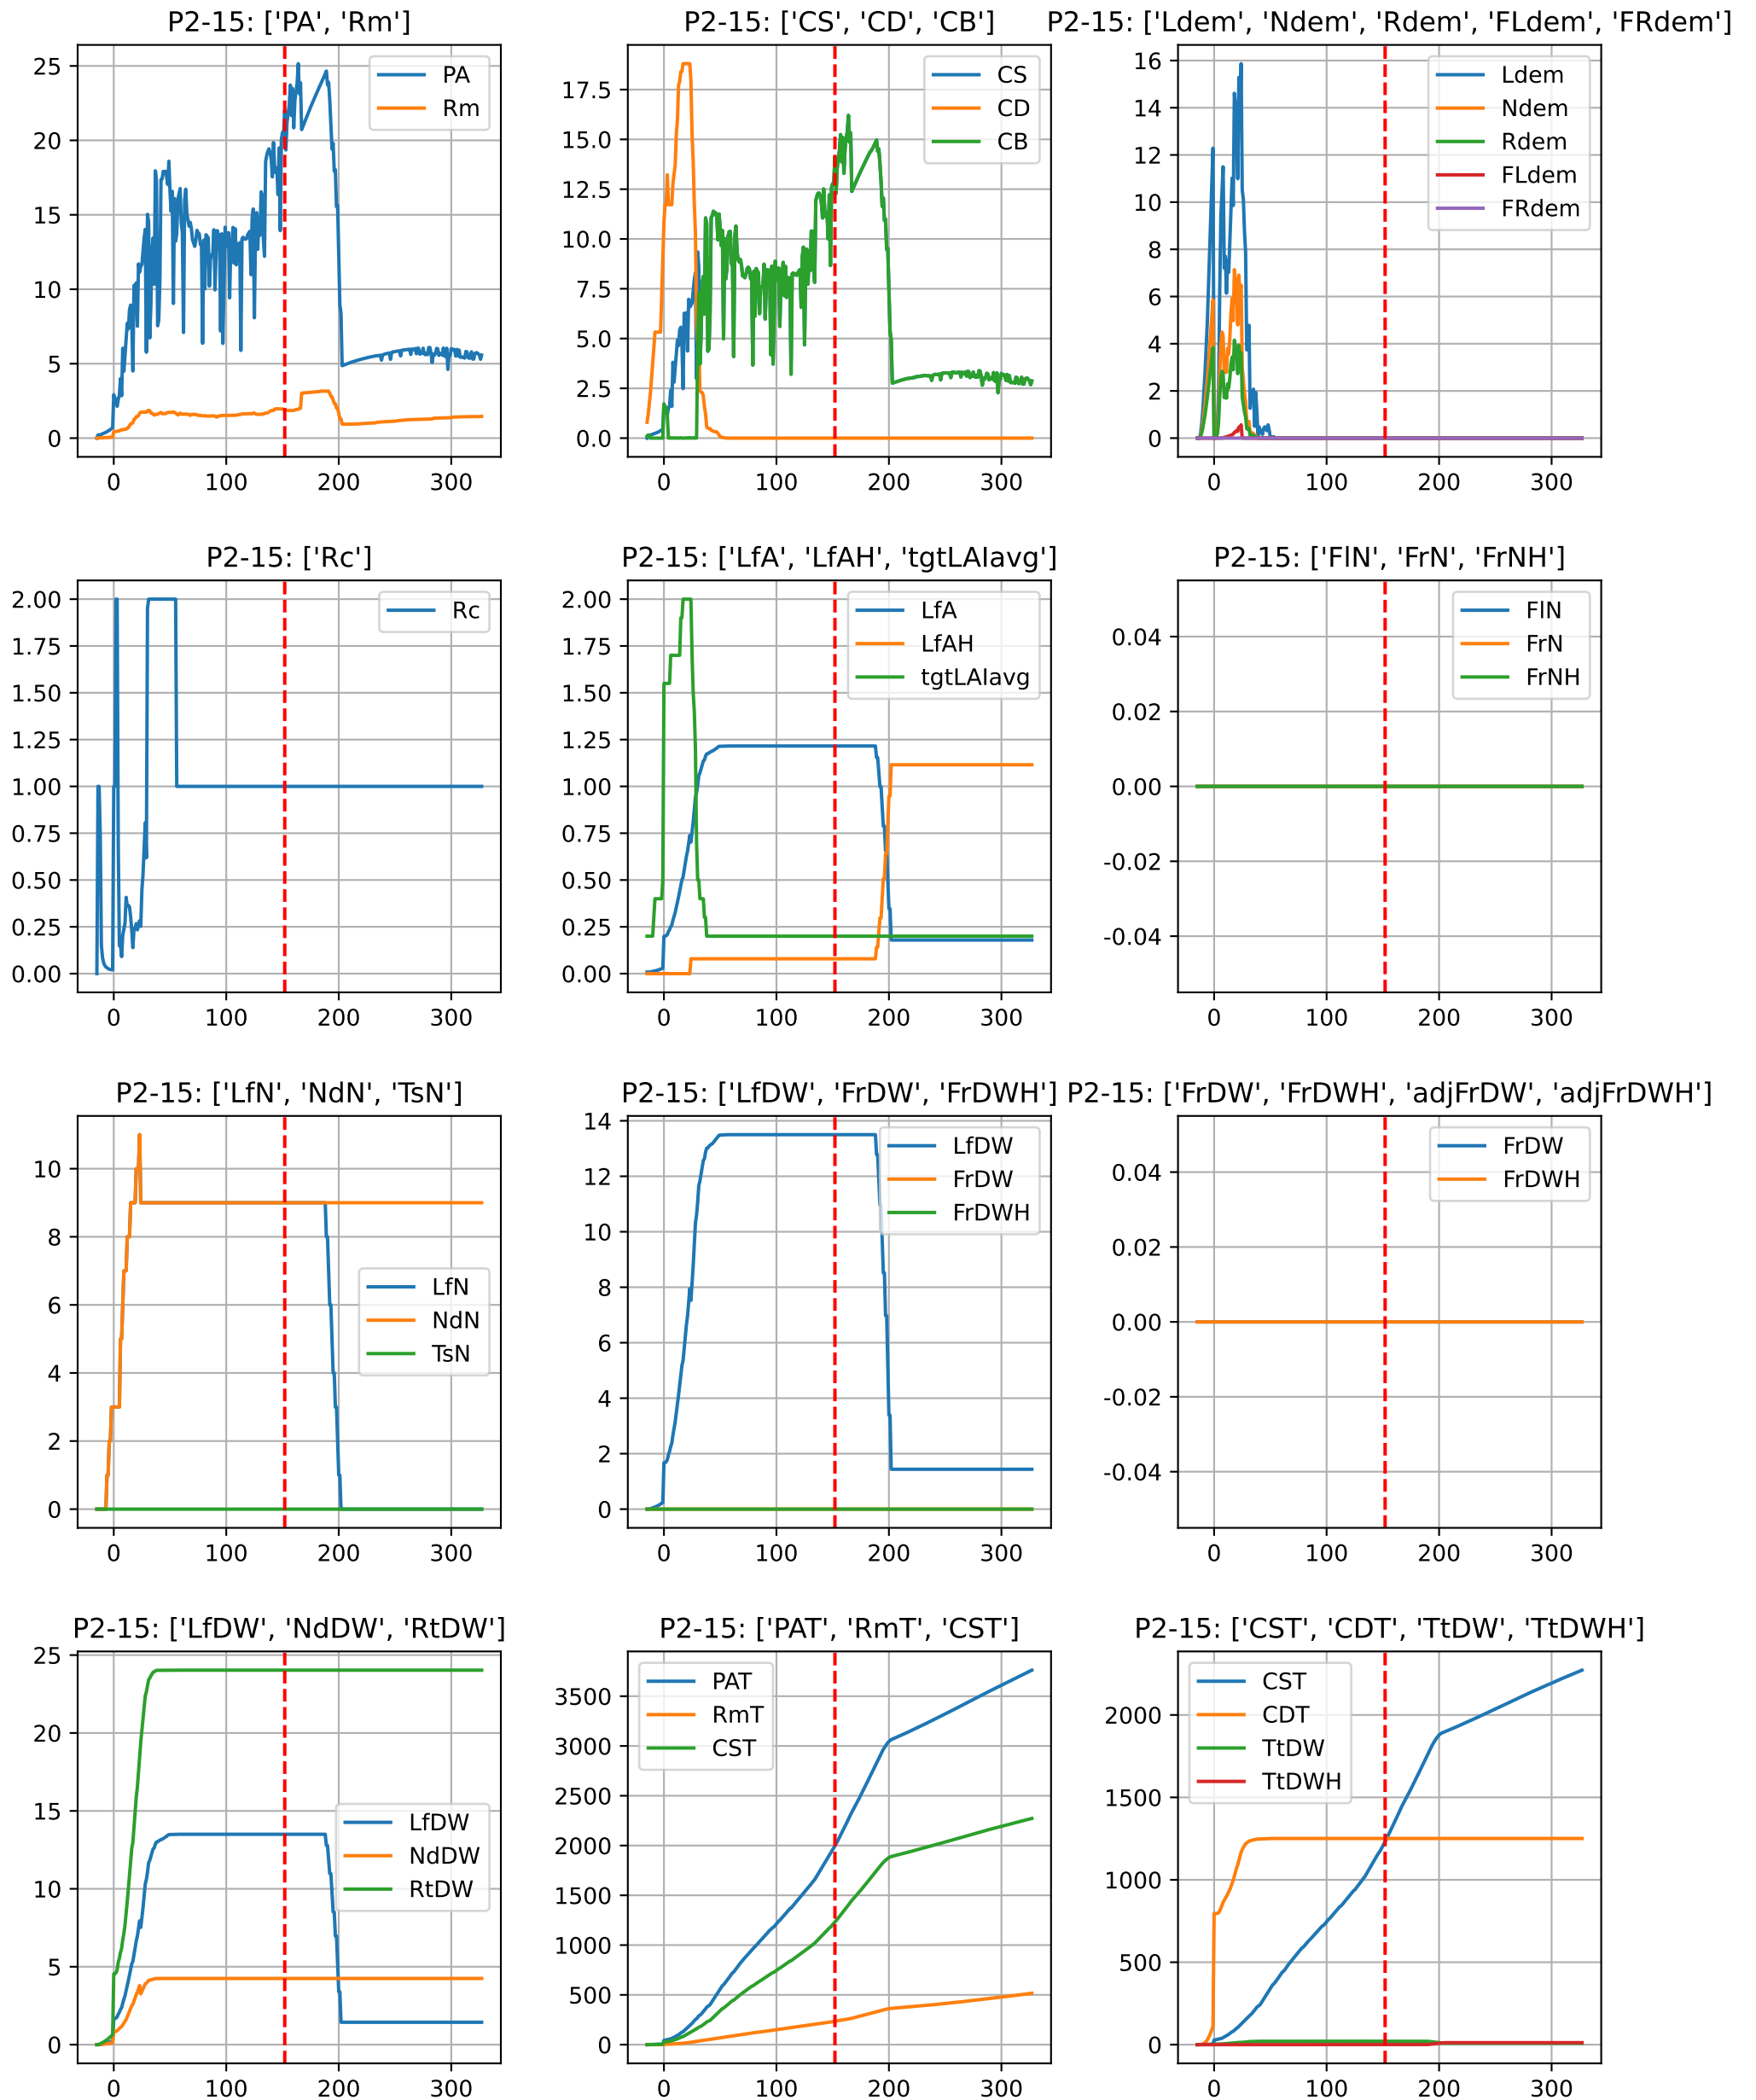 P2-15: ['PA', 'Rm']
25
20
15
10
5
0
0 100 200 300
PA
Rm
P2-15: ['CS', 'CD', 'CB']
17.5
15.0
12.5
10.0
7.5
5.0
2.5
0.0
0 100 200 300
CS
CD
CB
P2-15: ['Ldem', 'Ndem', 'Rdem', 'FLdem', 'FRdem']
16
14
12
10
8
6
4
2
0
0 100 200 300
Ldem
Ndem
Rdem
FLdem
FRdem
P2-15: ['Rc']
2.00
1.75
1.50
1.25
1.00
0.75
0.50
0.25
0.00
0 100 200 300
Rc
P2-15: ['LfA', 'LfAH', 'tgtLAIavg']
2.00
1.75
1.50
1.25
1.00
0.75
0.50
0.25
0.00
0 100 200 300
LfA
LfAH
tgtLAIavg
P2-15: ['FlN', 'FrN', 'FrNH']
0.04
0.02
0.00
-0.02
-0.04
0 100 200 300
FlN
FrN
FrNH
P2-15: ['LfN', 'NdN', 'TsN']
10
8
6
4
2
0
0 100 200 300
LfN
NdN
TsN
P2-15: ['LfDW', 'FrDW', 'FrDWH']
14
12
10
8
6
4
2
0
0 100 200 300
LfDW
FrDW
FrDWH
P2-15: ['FrDW', 'FrDWH', 'adjFrDW', 'adjFrDWH']
0.04
0.02
0.00
-0.02
-0.04
0 100 200 300
FrDW
FrDWH
P2-15: ['LfDW', 'NdDW', 'RtDW']
25
20
15
10
5
0
0 100 200 300
LfDW
NdDW
RtDW
P2-15: ['PAT', 'RmT', 'CST']
3500
3000
2500
2000
1500
1000
500
0
0 100 200 300
PAT
RmT
CST
P2-15: ['CST', 'CDT', 'TtDW', 'TtDWH']
2000
1500
1000
500
0
0 100 200 300
CST
CDT
TtDW
TtDWH